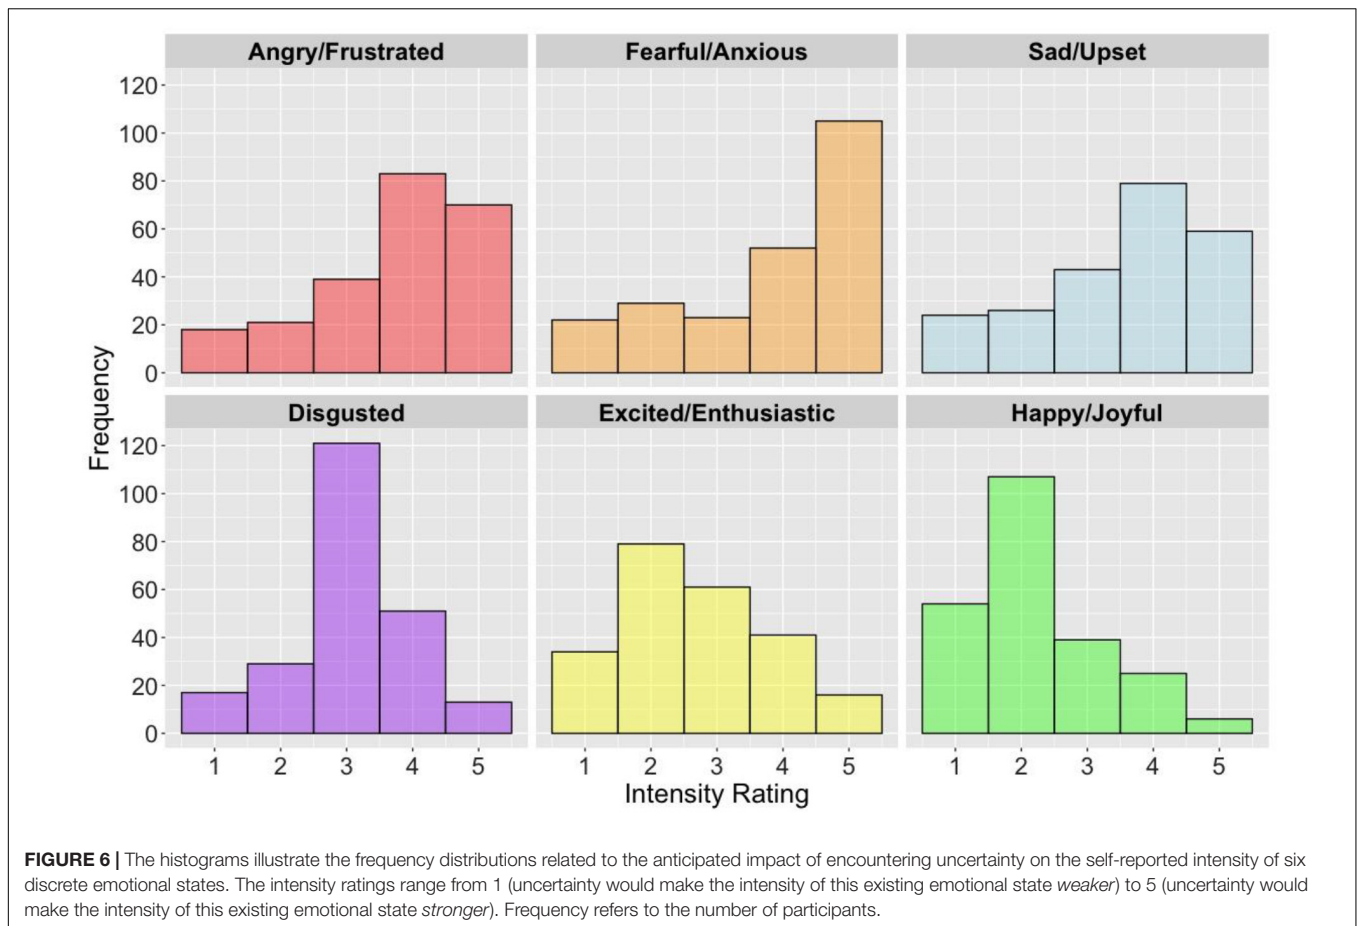 Angry/Frustrated
Fearful/Anxious
Sad/Upset
120
100
80
60
40
20
0
Disgusted
Excited/Enthusiastic
Happy/Joyful
120
100
80
60
40
20
0
Frequency
1 2 3 4 5
1 2 3 4 5
1 2 3 4 5
Intensity Rating
FIGURE 6 | The histograms illustrate the frequency distributions related to the anticipated impact of encountering uncertainty on the self-reported intensity of six
discrete emotional states. The intensity ratings range from 1 (uncertainty would make the intensity of this existing emotional state weaker) to 5 (uncertainty would
make the intensity of this existing emotional state stronger). Frequency refers to the number of participants.